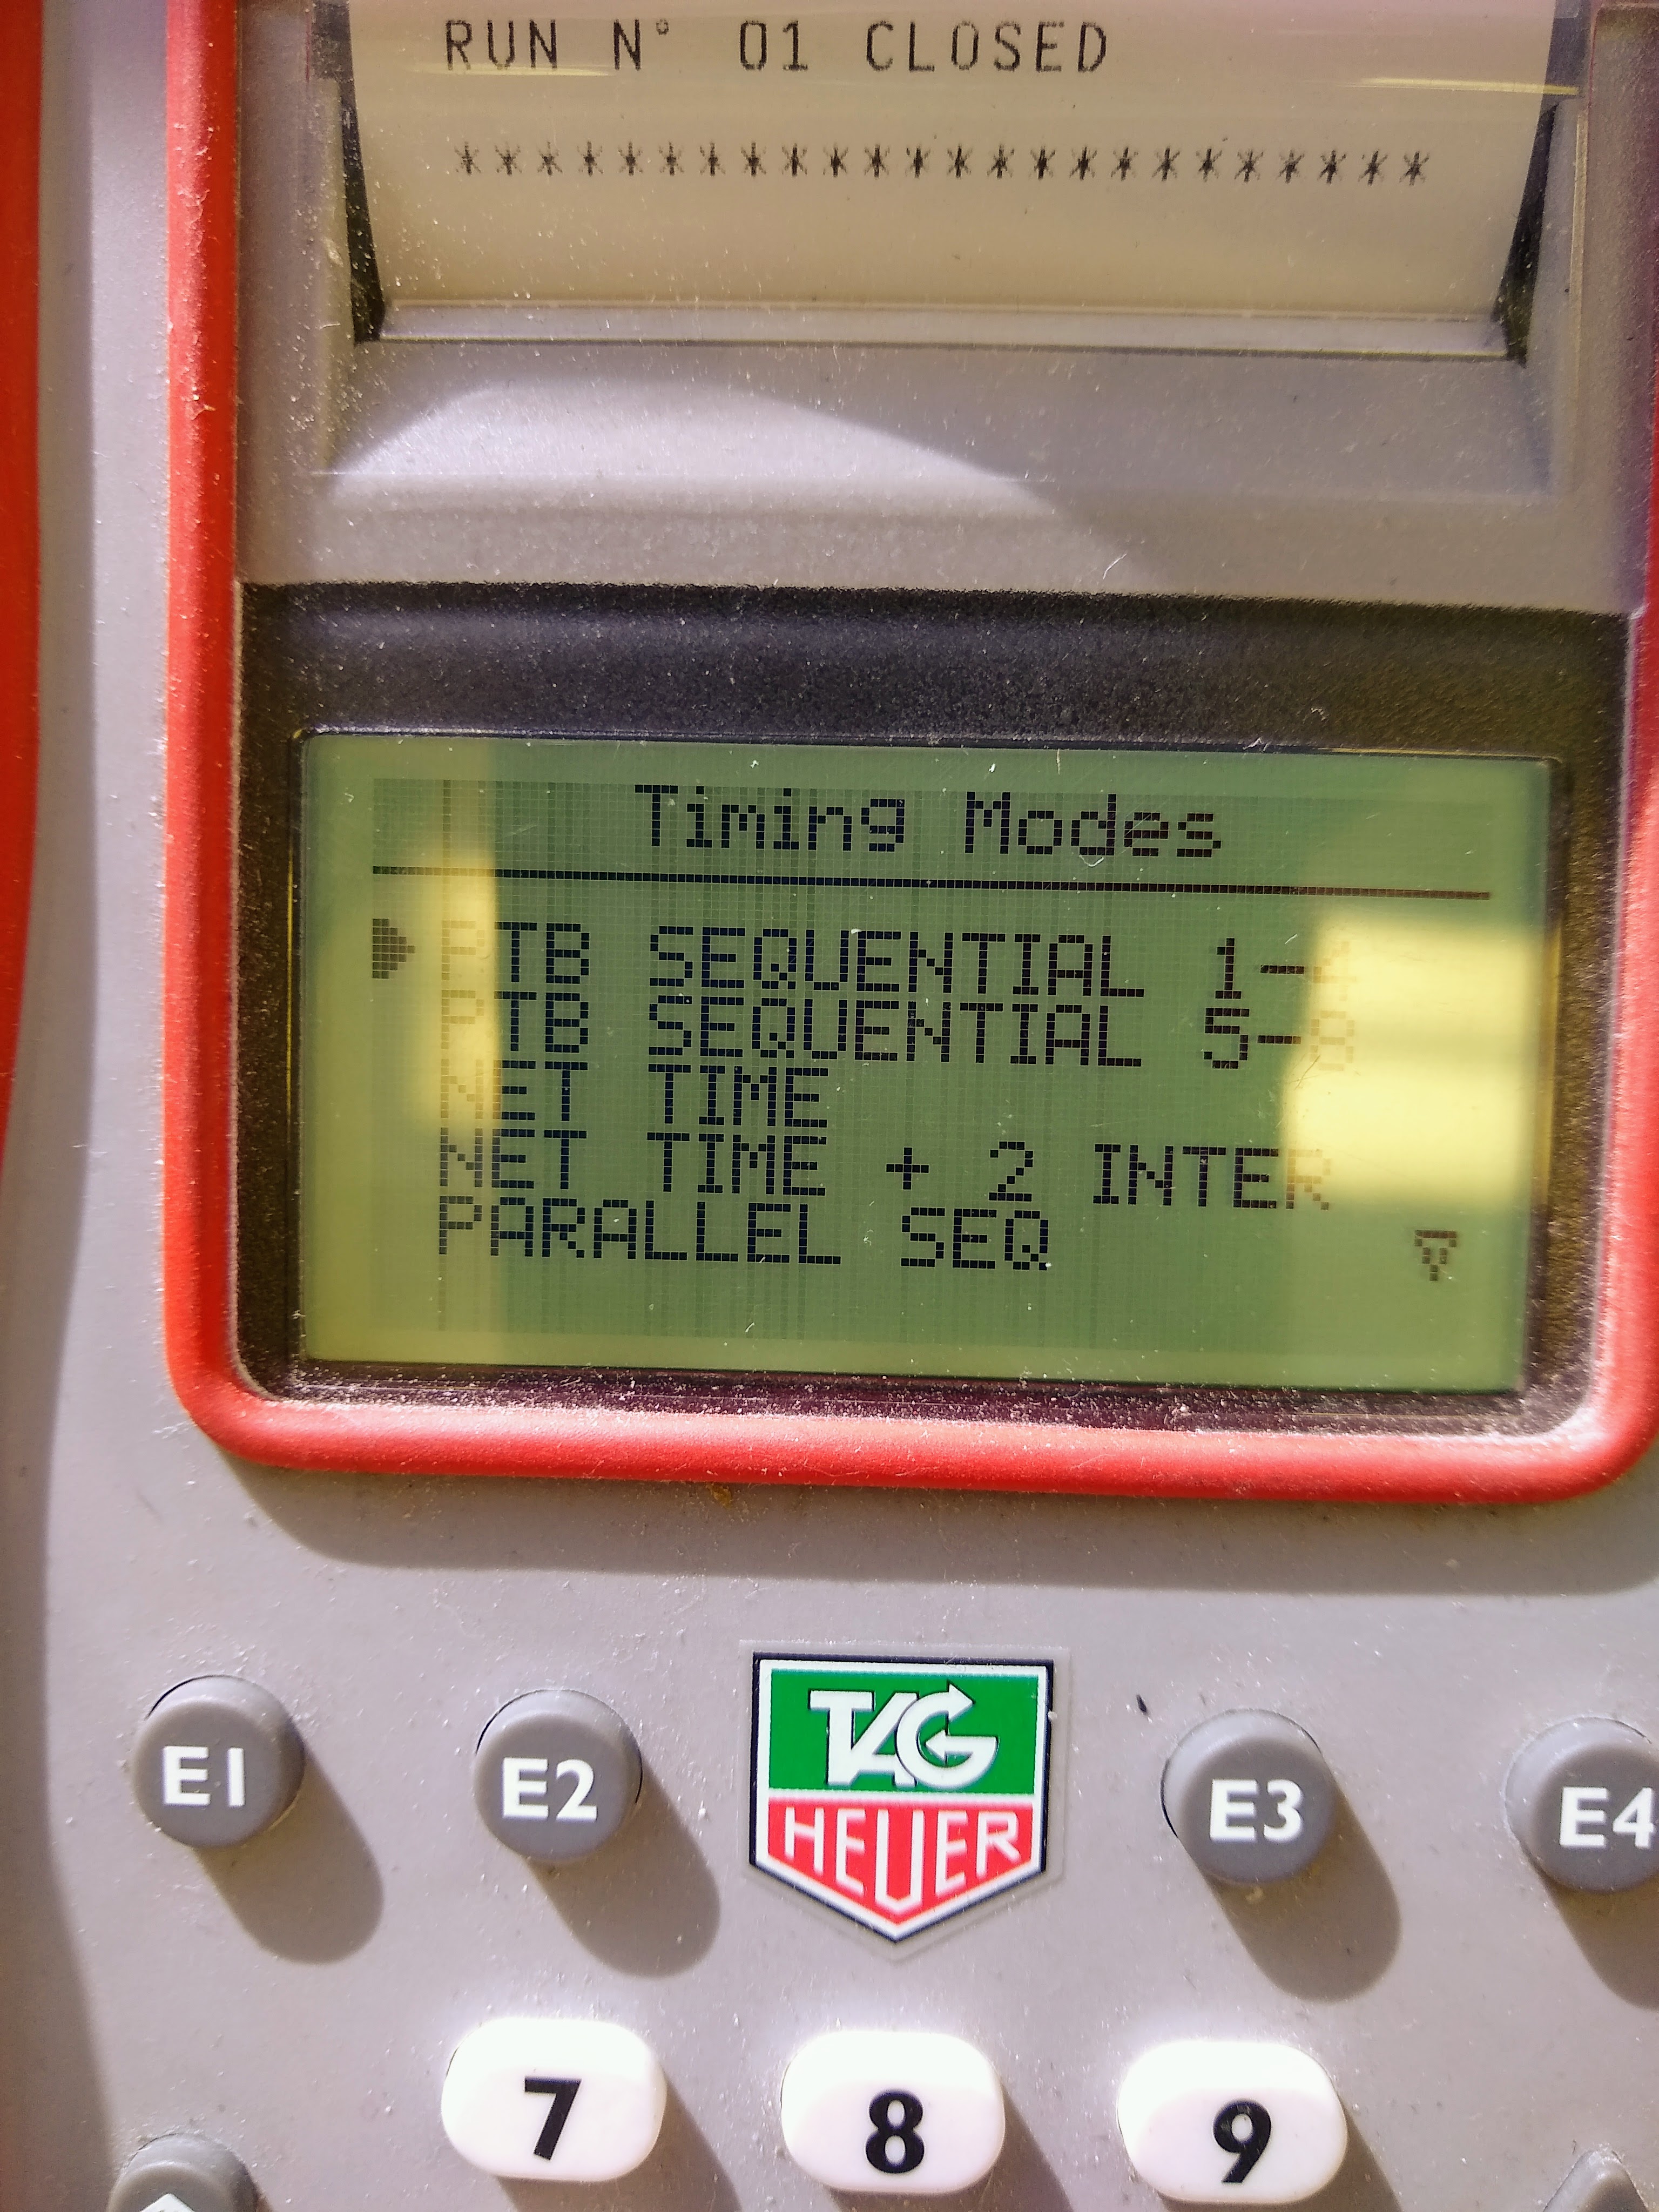 RUN N° 01 CLOSED
************************
Timing Modes
PTB SEQUENTIAL 1-4
PTB SEQUENTIAL 5-8
NET TIME
NET TIME + 2 INTER
PARALLEL SEQ
E1 E2 E3 E4
TAG
HEUER
7 8 9